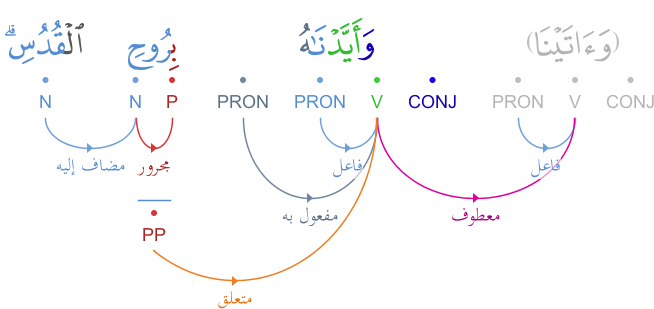 (وَءَاتَيْنَا) وَأَيَّدْنَـٰهُ بِرُوحِ ٱلْقُدُسِ ۗ
CONJ V PRON CONJ V PRON PRON P N N
فاعل معطوف فاعل مفعول به مجرور مضاف إليه
PP
متعلق